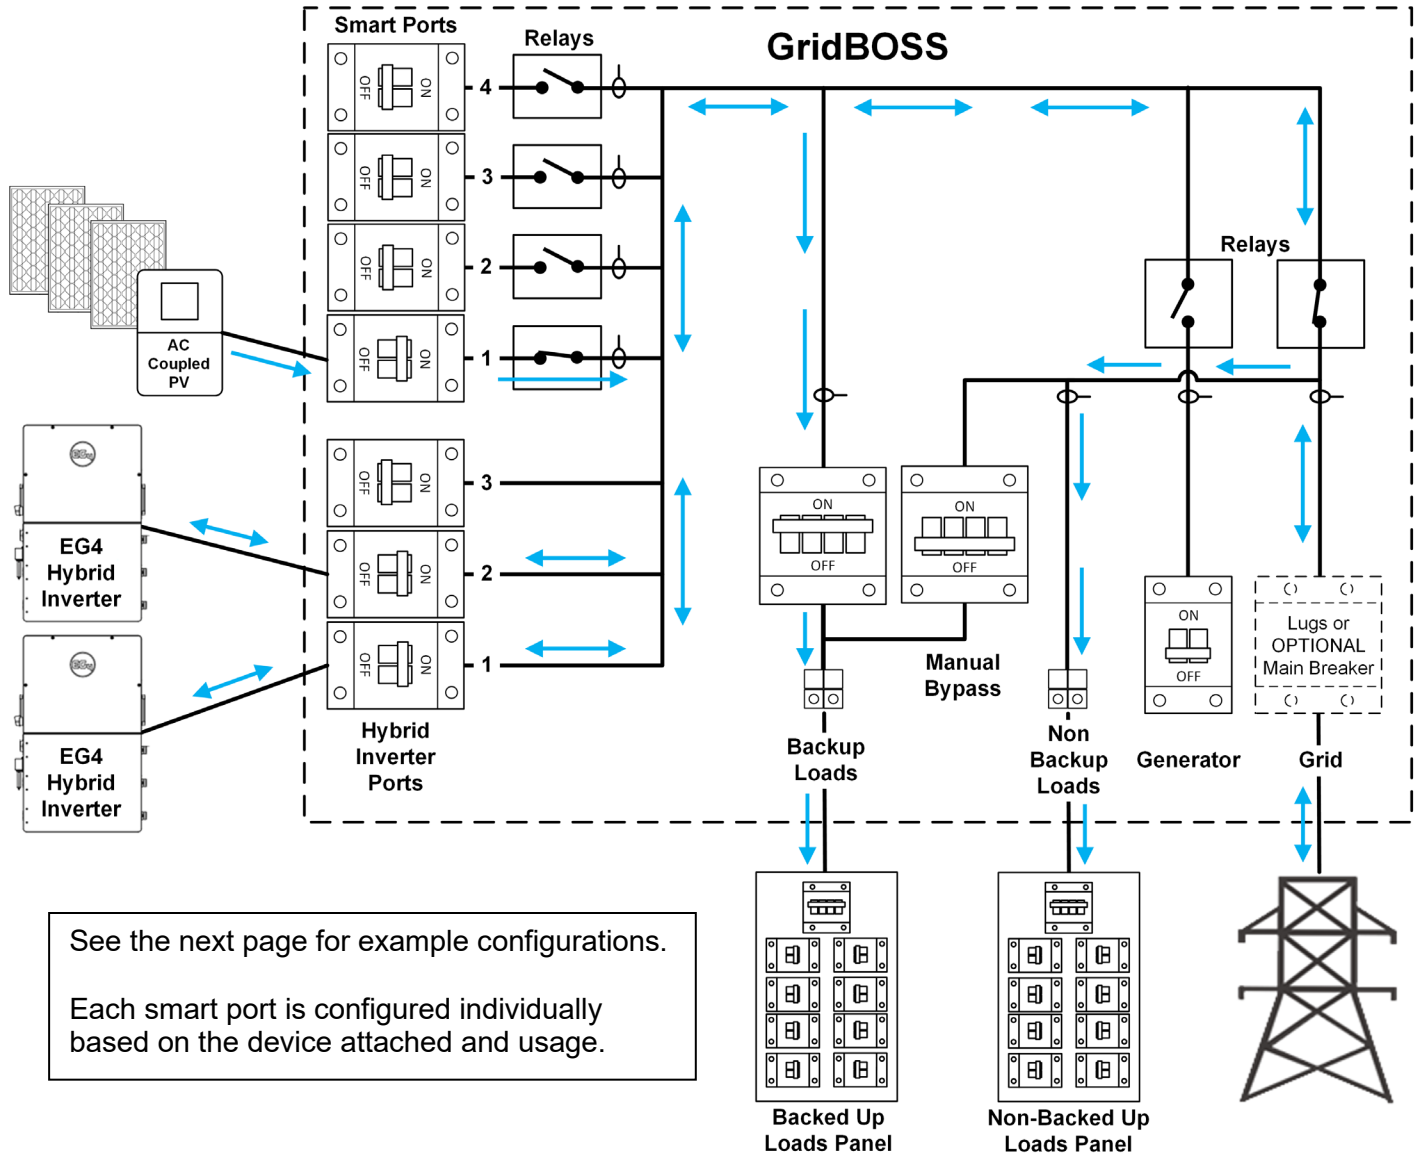 Smart Ports
Relays
GridBOSS
OFF
ON
4
OFF
ON
3
OFF
ON
2
OFF
ON
1
Relays
AC
Coupled
PV
OFF
ON
3
OFF
ON
2
OFF
ON
1
EG4
Hybrid
Inverter
EG4
Hybrid
Inverter
Hybrid
Inverter
Ports
ON
OFF
ON
OFF
Manual
Bypass
ON
OFF
Lugs or
OPTIONAL
Main Breaker
Backup
Loads
Non
Backup
Loads
Generator
Grid
See the next page for example configurations.
Each smart port is configured individually
based on the device attached and usage.
Backed Up
Loads Panel
Non-Backed Up
Loads Panel